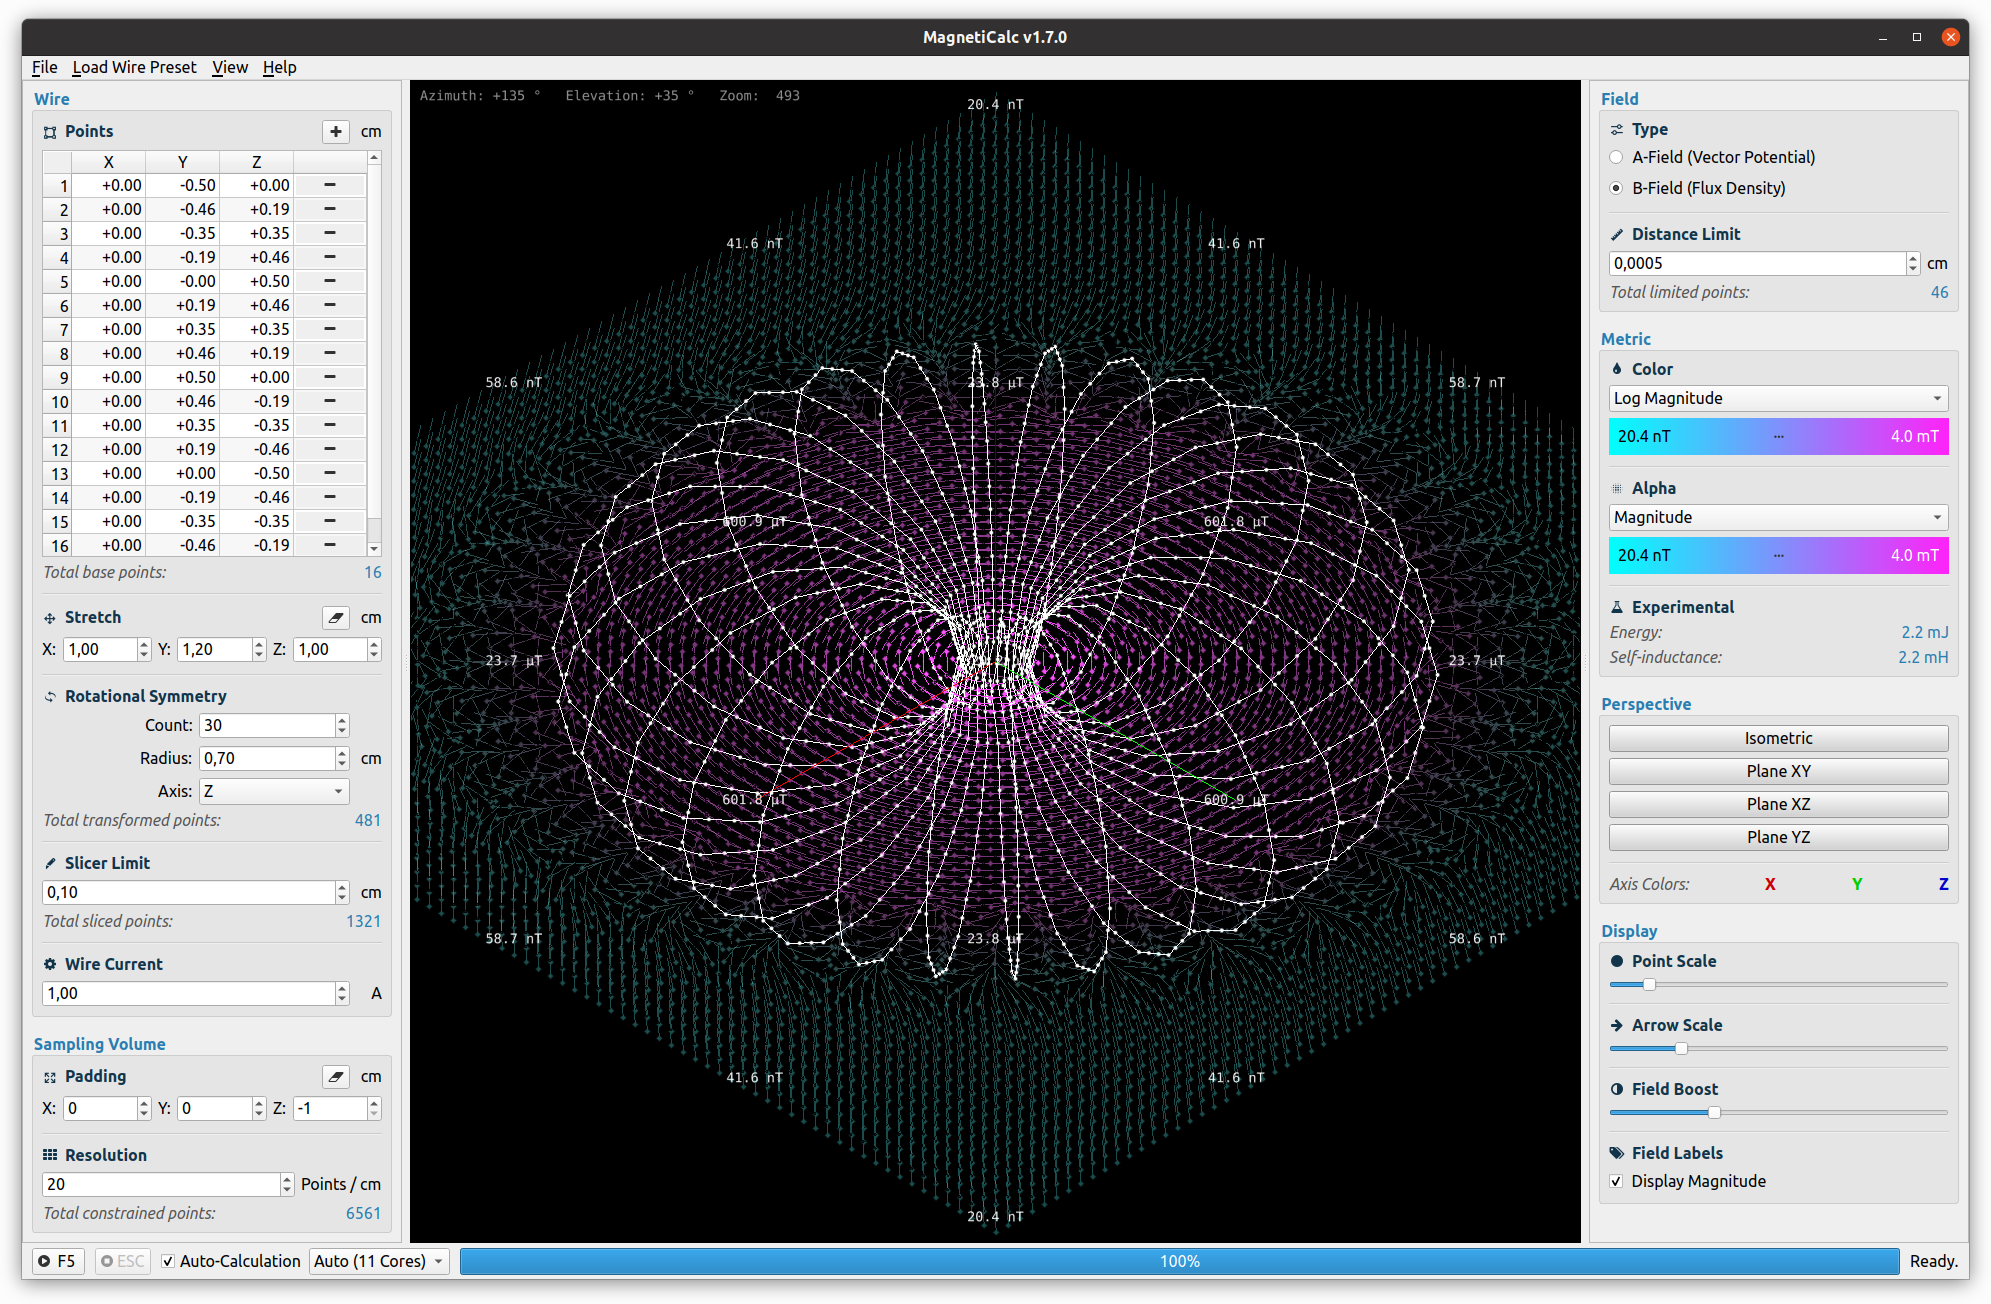 MagnetiCalc v1.7.0
File Load Wire Preset View Help
Wire
Points cm
X Y Z
1 +0.00 -0.50 +0.00
2 +0.00 -0.46 +0.19
3 +0.00 -0.35 +0.35
4 +0.00 -0.19 +0.46
5 +0.00 -0.00 +0.50
6 +0.00 +0.19 +0.46
7 +0.00 +0.35 +0.35
8 +0.00 +0.46 +0.19
9 +0.00 +0.50 +0.00
10 +0.00 +0.46 -0.19
11 +0.00 +0.35 -0.35
12 +0.00 +0.19 -0.46
13 +0.00 +0.00 -0.50
14 +0.00 -0.19 -0.46
15 +0.00 -0.35 -0.35
16 +0.00 -0.46 -0.19
Total base points: 16
Stretch cm
X: 1,00 Y: 1,20 Z: 1,00
Rotational Symmetry
Count: 30
Radius: 0,70 cm
Axis: Z
Total transformed points: 481
Slicer Limit
0,10 cm
Total sliced points: 1321
Wire Current
1,00 A
Sampling Volume
Padding cm
X: 0 Y: 0 Z: -1
Resolution
20 Points / cm
Total constrained points: 6561
Azimuth: +135 ° Elevation: +35 ° Zoom: 493
20.4 nT
41.6 nT 41.6 nT
58.6 nT 23.8 µT 58.7 nT
600.9 µT 601.8 µT
23.7 µT 23.7 µT
601.8 µT 600.9 µT
58.7 nT 23.8 µT 58.6 nT
41.6 nT 41.6 nT
20.4 nT
Field
Type
A-Field (Vector Potential)
B-Field (Flux Density)
Distance Limit
0,0005 cm
Total limited points: 46
Metric
Color
Log Magnitude
20.4 nT ... 4.0 mT
Alpha
Magnitude
20.4 nT ... 4.0 mT
Experimental
Energy: 2.2 mJ
Self-inductance: 2.2 mH
Perspective
Isometric
Plane XY
Plane XZ
Plane YZ
Axis Colors: X Y Z
Display
Point Scale
Arrow Scale
Field Boost
Field Labels
Display Magnitude
F5 ESC Auto-Calculation Auto (11 Cores) 100% Ready.